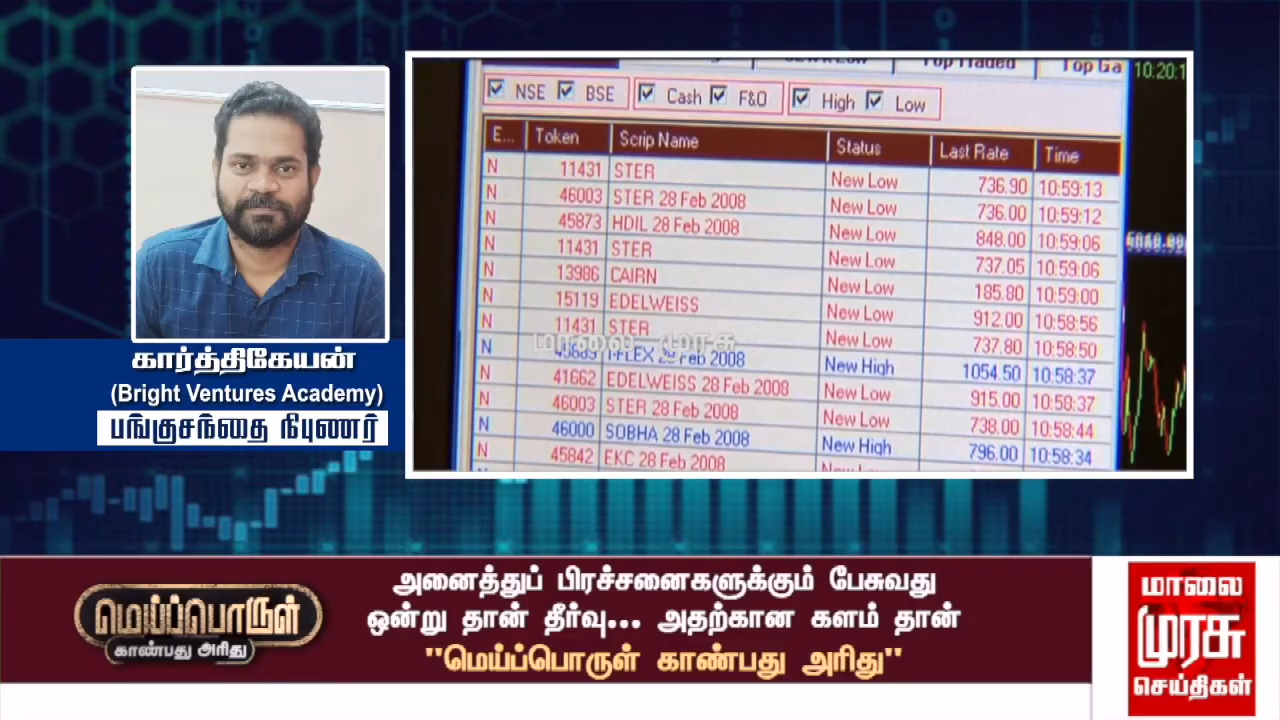 Top Traded
Top Ga
10:20:1
NSE BSE Cash F&O High Low
E... Token Scrip Name Status Last Rate Time
N 11431 STER New Low 736.90 10:59:13
N 46003 STER 28 Feb 2008 New Low 736.00 10:59:12
N 45873 HDIL 28 Feb 2008 New Low 848.00 10:59:06
N 11431 STER New Low 737.05 10:59:06
N 13986 CAIRN New Low 185.80 10:59:00
N 15119 EDELWEISS New Low 912.00 10:58:56
N 11431 STER New Low 737.80 10:58:50
N I-FLEX 28 Feb 2008 New High 1054.50 10:58:37
N 41662 EDELWEISS 28 Feb 2008 New Low 915.00 10:58:37
N 46003 STER 28 Feb 2008 New Low 738.00 10:58:44
N 46000 SOBHA 28 Feb 2008 New High 796.00 10:58:34
N 45842 EKC 28 Feb 2008
மாலை முரசு
கார்த்திகேயன்
(Bright Ventures Academy)
பங்குசந்தை நிபுணர்
மெய்ப்பொருள்
காண்பது அரிது
அனைத்துப் பிரச்சனைகளுக்கும் பேசுவது
ஒன்று தான் தீர்வு... அதற்கான களம் தான்
"மெய்ப்பொருள் காண்பது அரிது"
மாலை
முரசு
செய்திகள்